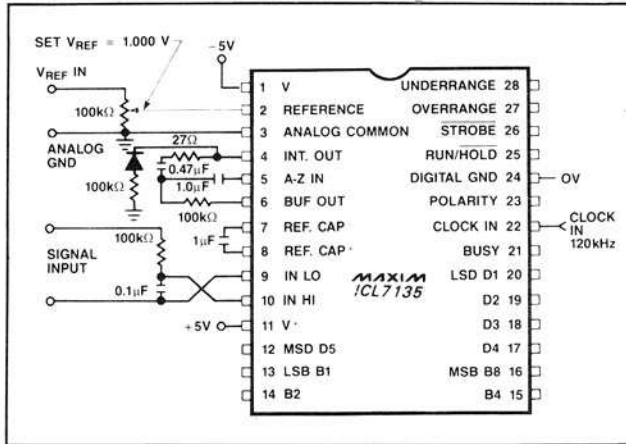 SET VREF = 1.000 V
-5V
VREF IN
100kΩ
ANALOG
GND
27Ω
0.47μF
1.0μF
100kΩ
100kΩ
100kΩ
SIGNAL
INPUT
0.1μF
1μF
+5V
1 V
2 REFERENCE
3 ANALOG COMMON
4 INT. OUT
5 A-Z IN
6 BUF OUT
7 REF. CAP
8 REF. CAP
9 IN LO
10 IN HI
11 V
12 MSD D5
13 LSB B1
14 B2
MAXIM
ICL7135
UNDERRANGE 28
OVERRANGE 27
STROBE 26
RUN/HOLD 25
DIGITAL GND 24
POLARITY 23
CLOCK IN 22
BUSY 21
LSD D1 20
D2 19
D3 18
D4 17
MSB B8 16
B4 15
0V
CLOCK
IN
120kHz